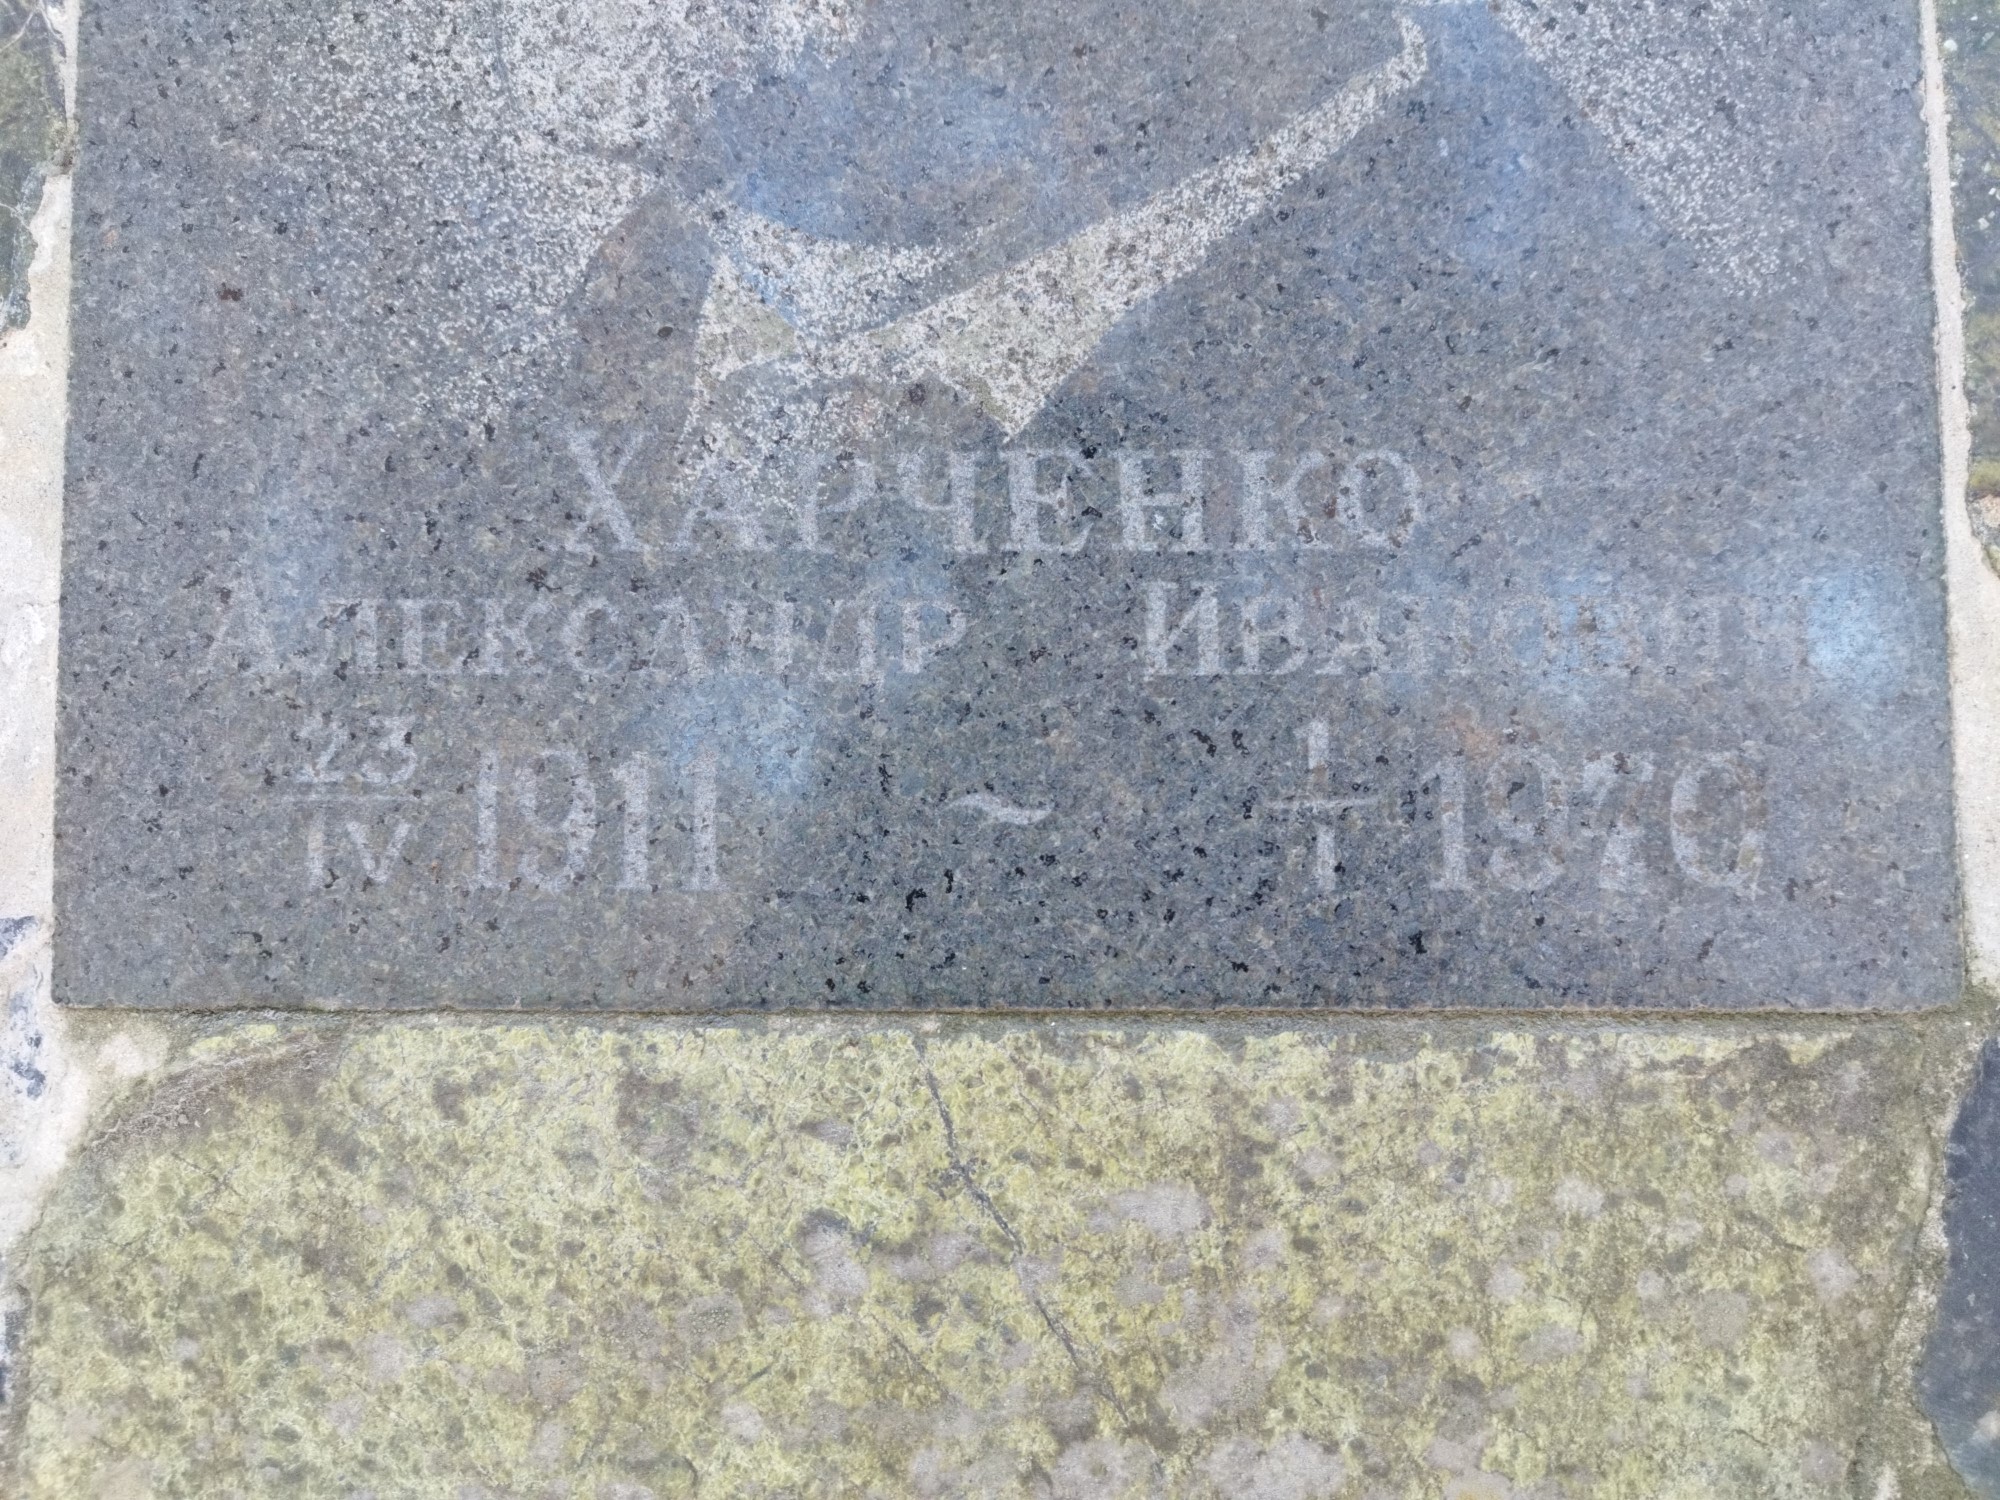 ХАРЧЕНКО
АЛЕКСАНДР ИВАНОВИЧ
23/IV 1911 ~ † 1970